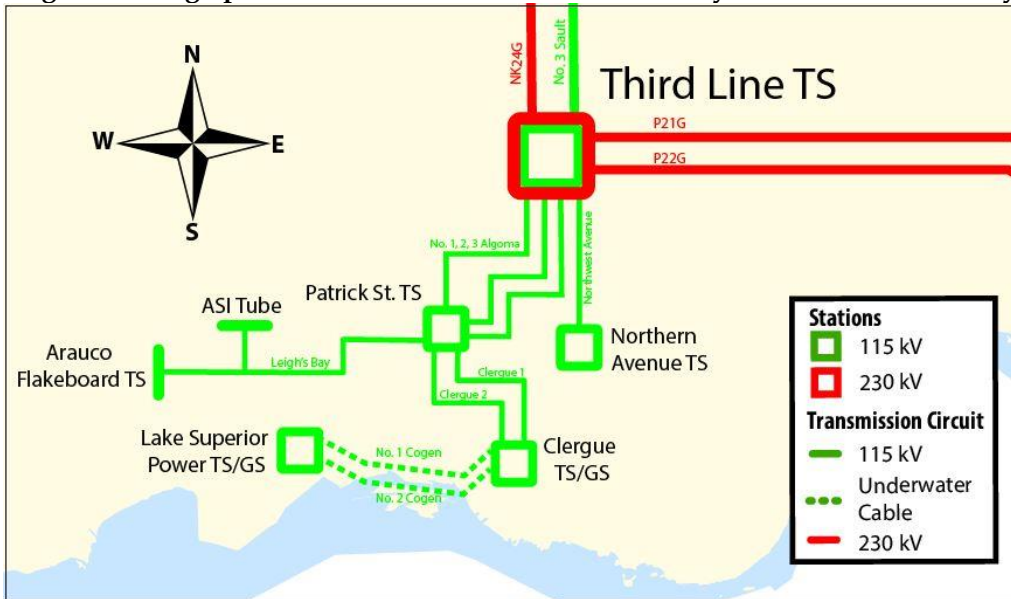 NK24G
No. 3 Sault
Third Line TS
N
W
E
S
P21G
P22G
No. 1, 2, 3 Algoma
Northwest Avenue
Patrick St. TS
ASI Tube
Arauco
Flakeboard TS
Leigh's Bay
Northern
Avenue TS
Clergue 1
Clergue 2
Lake Superior
Power TS/GS
No. 1 Cogen
No. 2 Cogen
Clergue
TS/GS
Stations
115 kV
230 kV
Transmission Circuit
115 kV
Underwater
Cable
230 kV